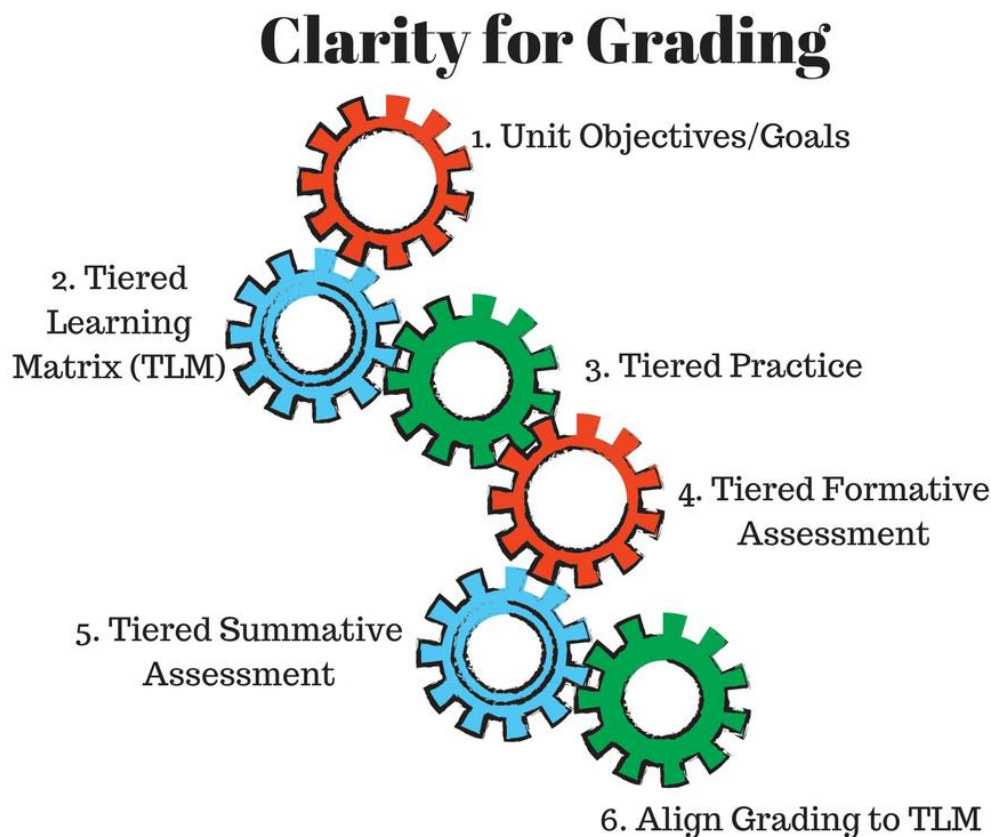 Clarity for Grading
1. Unit Objectives/Goals
2. Tiered
Learning
Matrix (TLM)
3. Tiered Practice
4. Tiered Formative
Assessment
5. Tiered Summative
Assessment
6. Align Grading to TLM